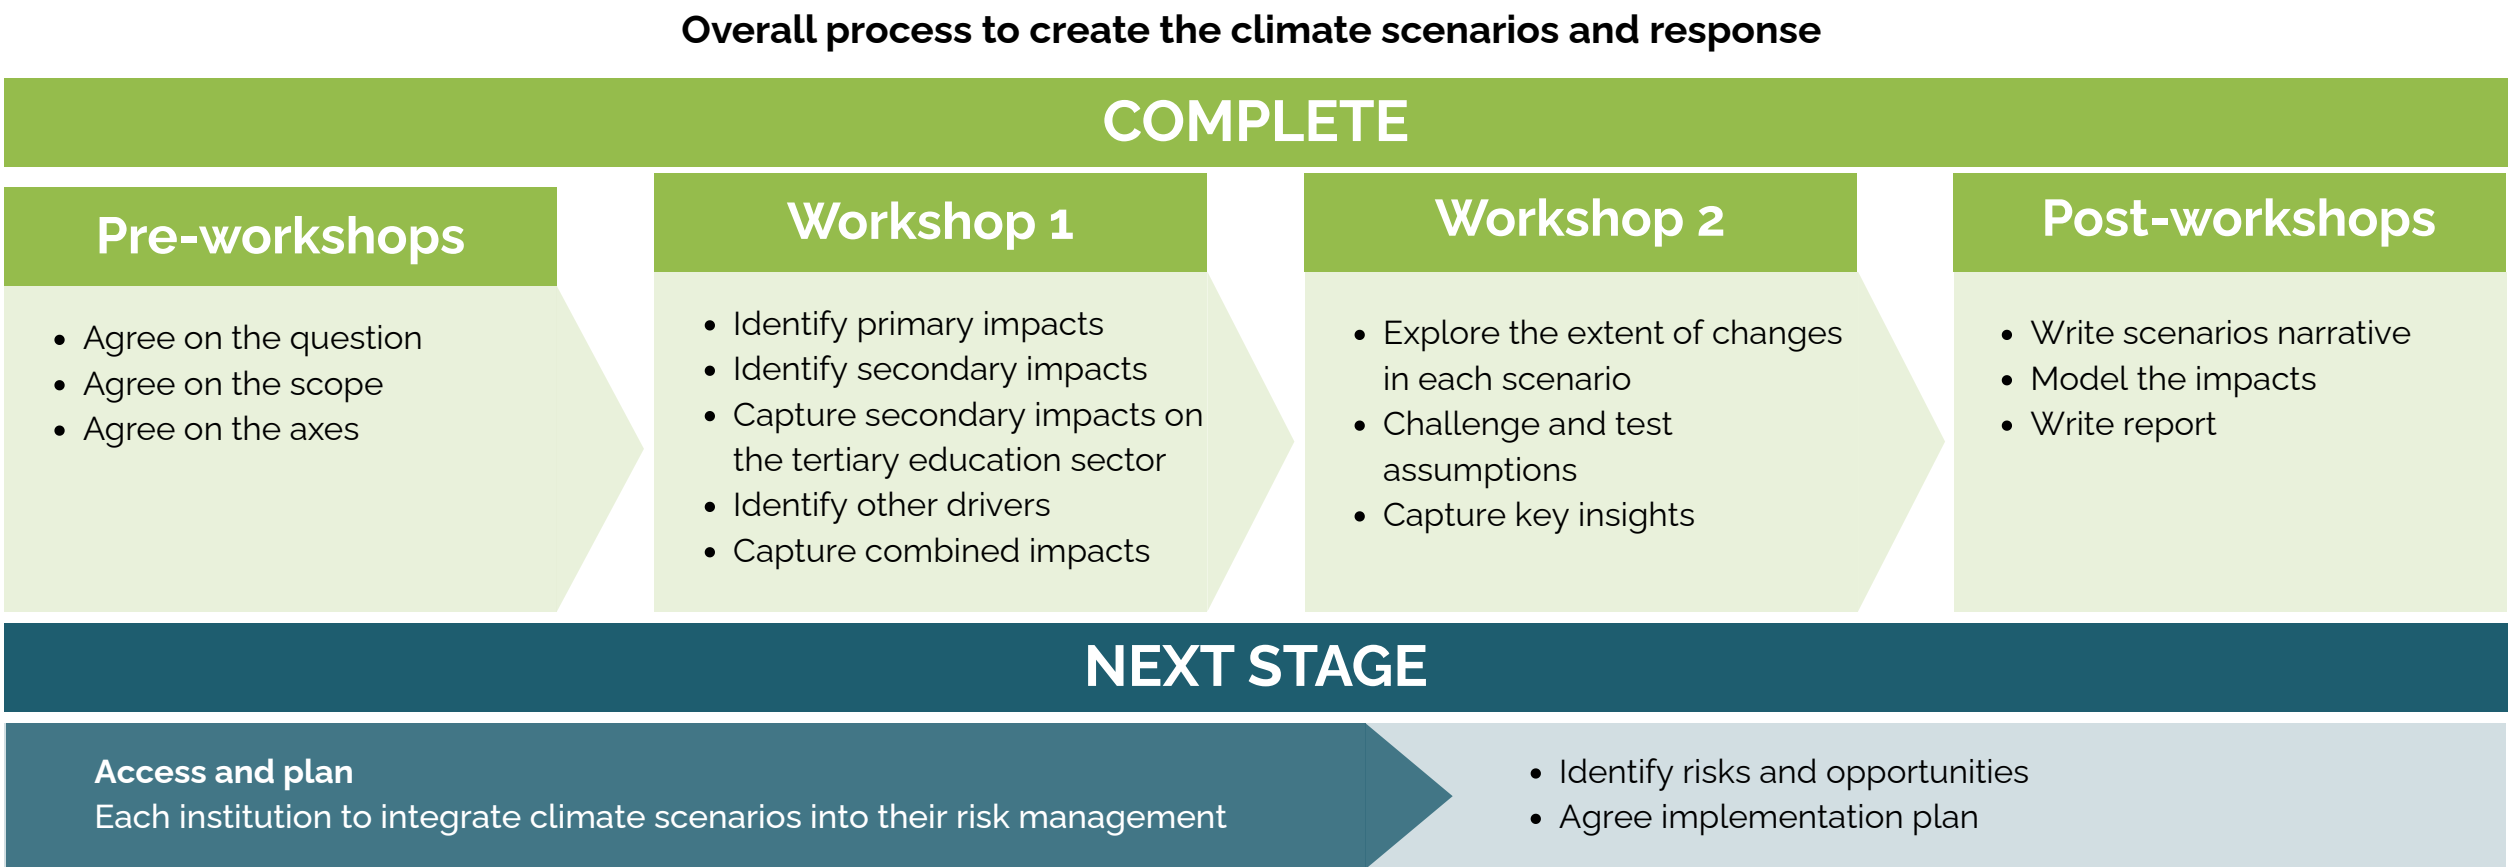 Overall process to create the climate scenarios and response
COMPLETE
Pre-workshops
• Agree on the question
• Agree on the scope
• Agree on the axes
Workshop 1
• Identify primary impacts
• Identify secondary impacts
• Capture secondary impacts on
the tertiary education sector
• Identify other drivers
• Capture combined impacts
Workshop 2
• Explore the extent of changes
in each scenario
• Challenge and test
assumptions
• Capture key insights
Post-workshops
• Write scenarios narrative
• Model the impacts
• Write report
NEXT STAGE
Access and plan
Each institution to integrate climate scenarios into their risk management
• Identify risks and opportunities
• Agree implementation plan